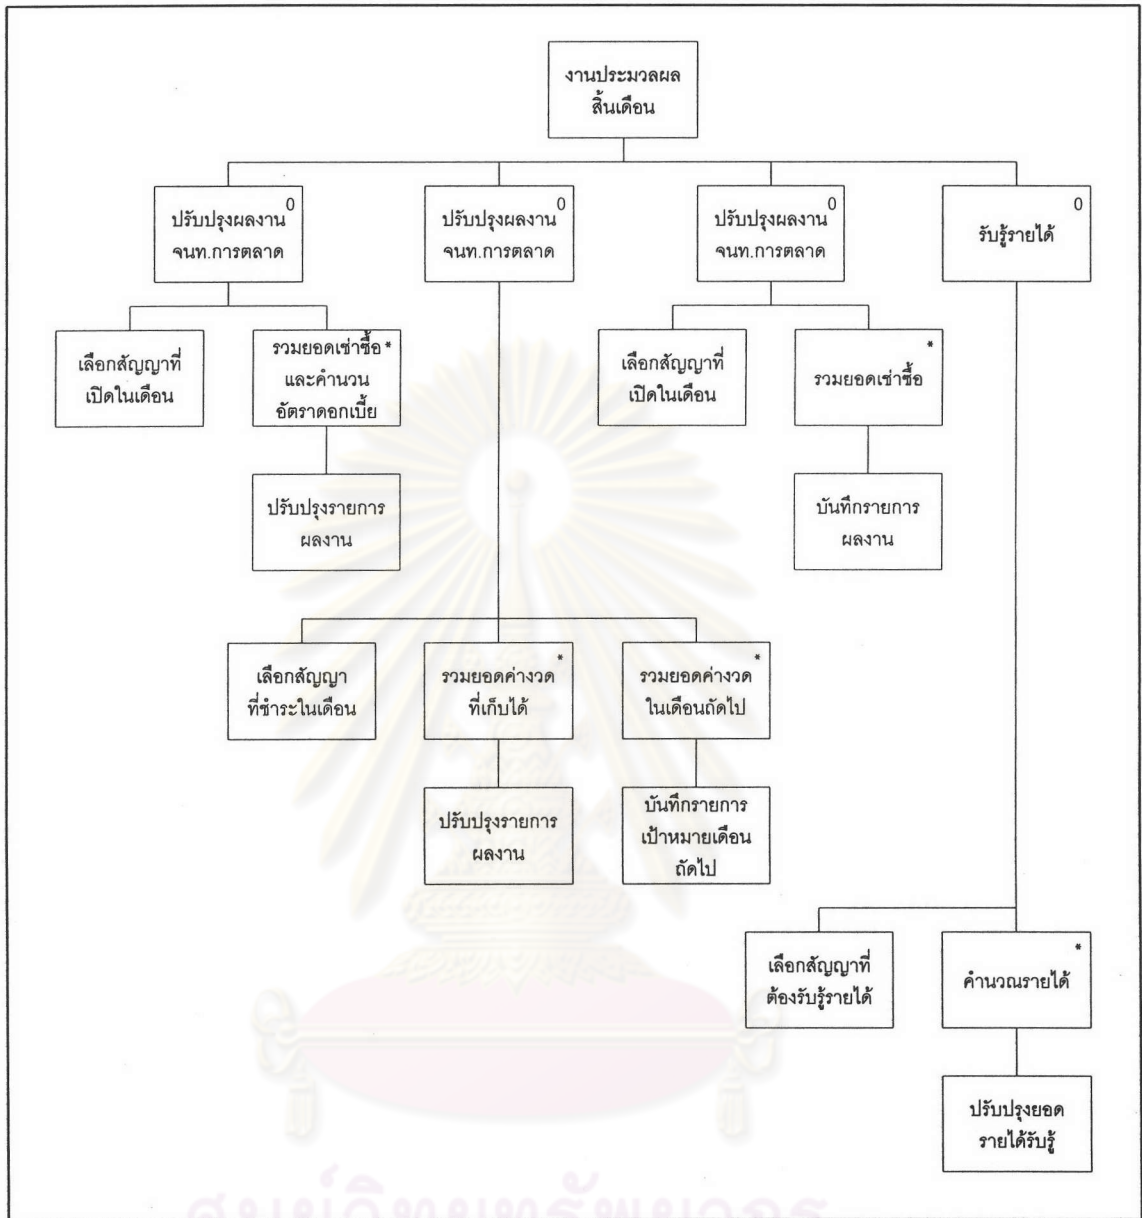 งานประมวลผล
สิ้นเดือน
0
ปรับปรุงผลงาน
จนท.การตลาด
0
ปรับปรุงผลงาน
จนท.การตลาด
0
ปรับปรุงผลงาน
จนท.การตลาด
0
รับรู้รายได้
เลือกสัญญาที่
เปิดในเดือน
รวมยอดเช่าซื้อ *
และคำนวน
อัตราดอกเบี้ย
เลือกสัญญาที่
เปิดในเดือน
*
รวมยอดเช่าซื้อ
ปรับปรุงรายการ
ผลงาน
บันทึกรายการ
ผลงาน
เลือกสัญญา
ที่ชำระในเดือน
*
รวมยอดค่างวด
ที่เก็บได้
*
รวมยอดค่างวด
ในเดือนถัดไป
ปรับปรุงรายการ
ผลงาน
บันทึกรายการ
เป้าหมายเดือน
ถัดไป
เลือกสัญญาที่
ต้องรับรู้รายได้
*
คำนวณรายได้
ปรับปรุงยอด
รายได้รับรู้
ศูนย์วิทยทรัพยากร